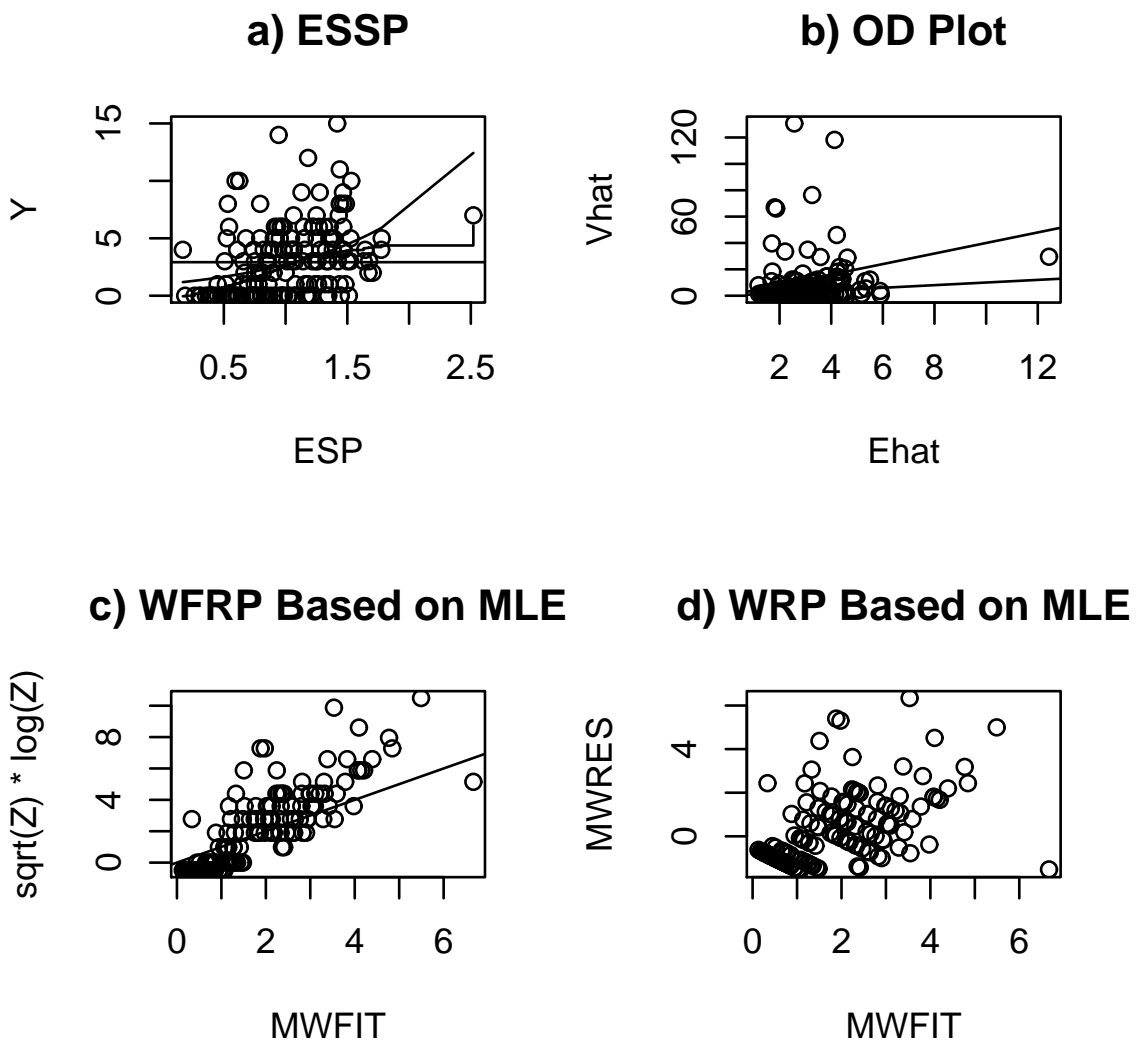 a) ESSP
Y
0 5 15
0.5 1.5 2.5
ESP
b) OD Plot
Vhat
0 60 120
2 4 6 8 12
Ehat
c) WFRP Based on MLE
sqrt(Z) * log(Z)
0 4 8
0 2 4 6
MWFIT
d) WRP Based on MLE
MWRES
0 4
0 2 4 6
MWFIT